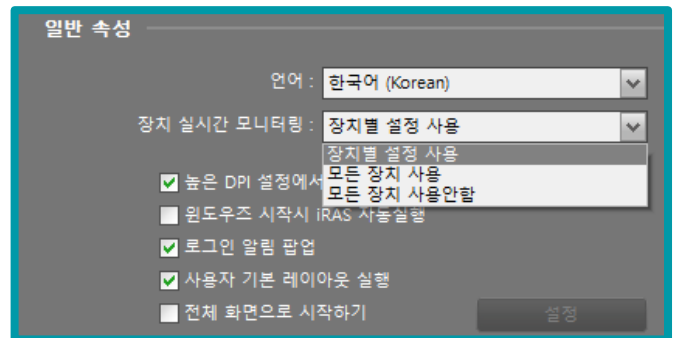 일반 속성
언어 : 한국어 (Korean)
장치 실시간 모니터링 : 장치별 설정 사용
장치별 설정 사용
모든 장치 사용
모든 장치 사용안함
높은 DPI 설정에서
윈도우즈 시작시 iRAS 자동실행
로그인 알림 팝업
사용자 기본 레이아웃 실행
전체 화면으로 시작하기
설정